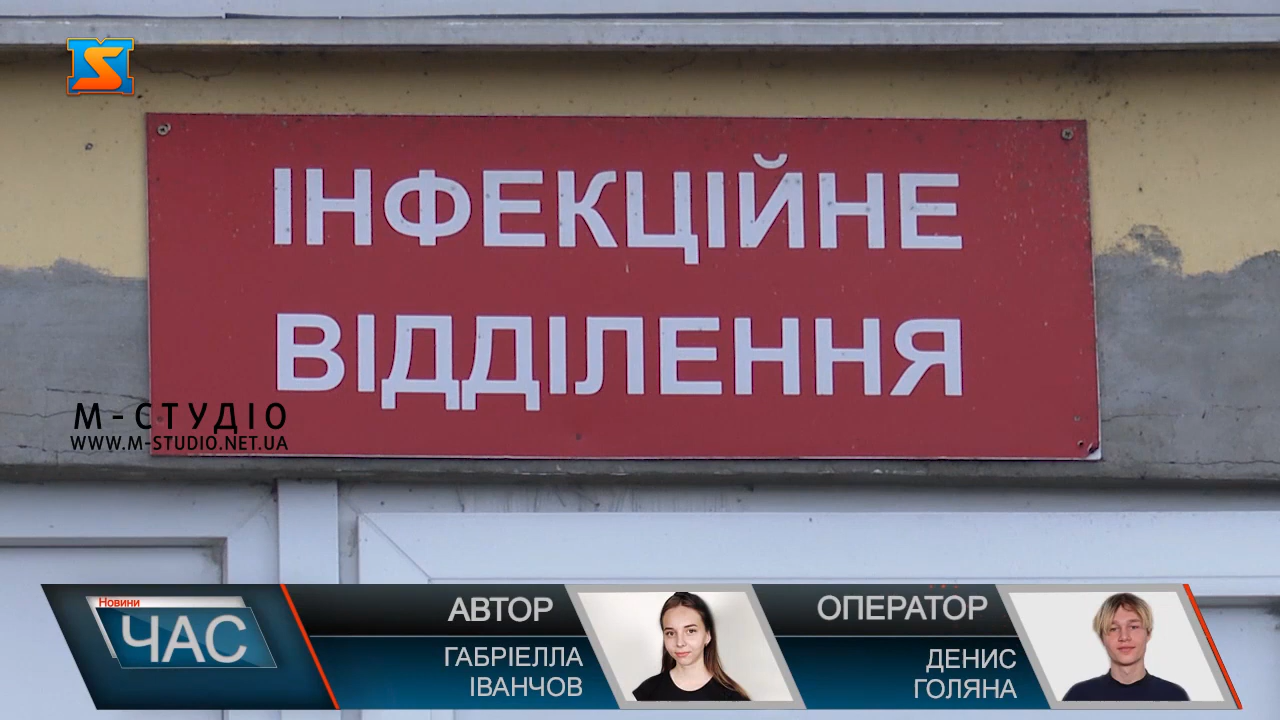 ІНФЕКЦІЙНЕ
ВІДДІЛЕННЯ
М-СТУДІО
WWW.M-STUDIO.NET.UA
Новини
ЧАС
АВТОР
ГАБРІЕЛЛА
ІВАНЧОВ
ОПЕРАТОР
ДЕНИС
ГОЛЯНА